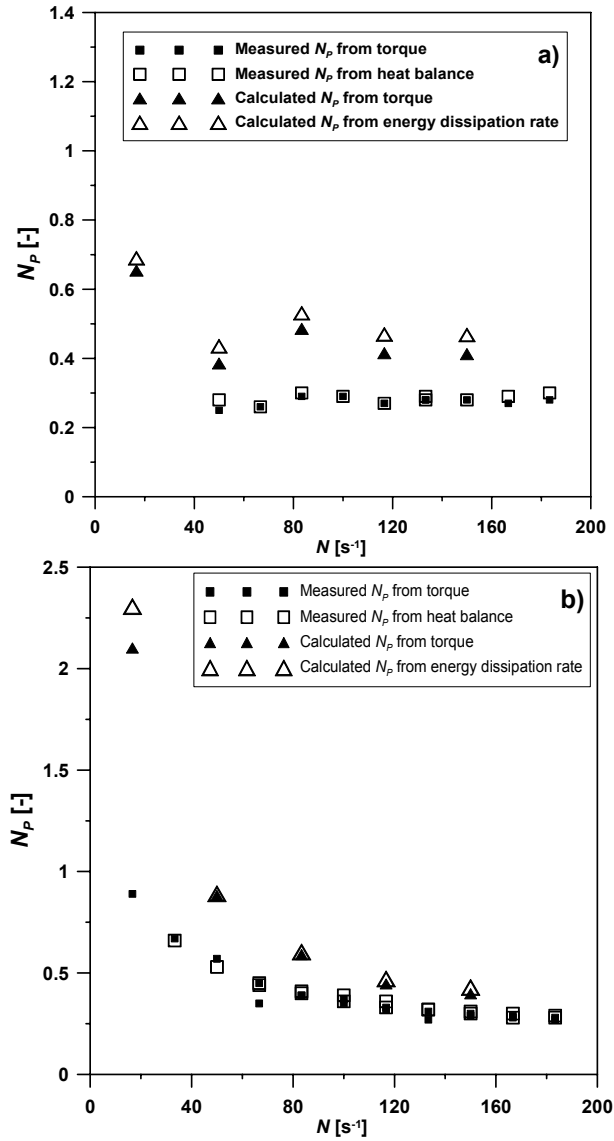 1.4
Measured NP from torque
a)
Measured NP from heat balance
Calculated NP from torque
1.2
Calculated NP from energy dissipation rate
1
0.8
NP [-]
0.6
0.4
0.2
0
0 40 80 120 160 200
N [s-1]
2.5
Measured NP from torque
b)
Measured NP from heat balance
Calculated NP from torque
Calculated NP from energy dissipation rate
2
1.5
NP [-]
1
0.5
0
0 40 80 120 160 200
N [s-1]